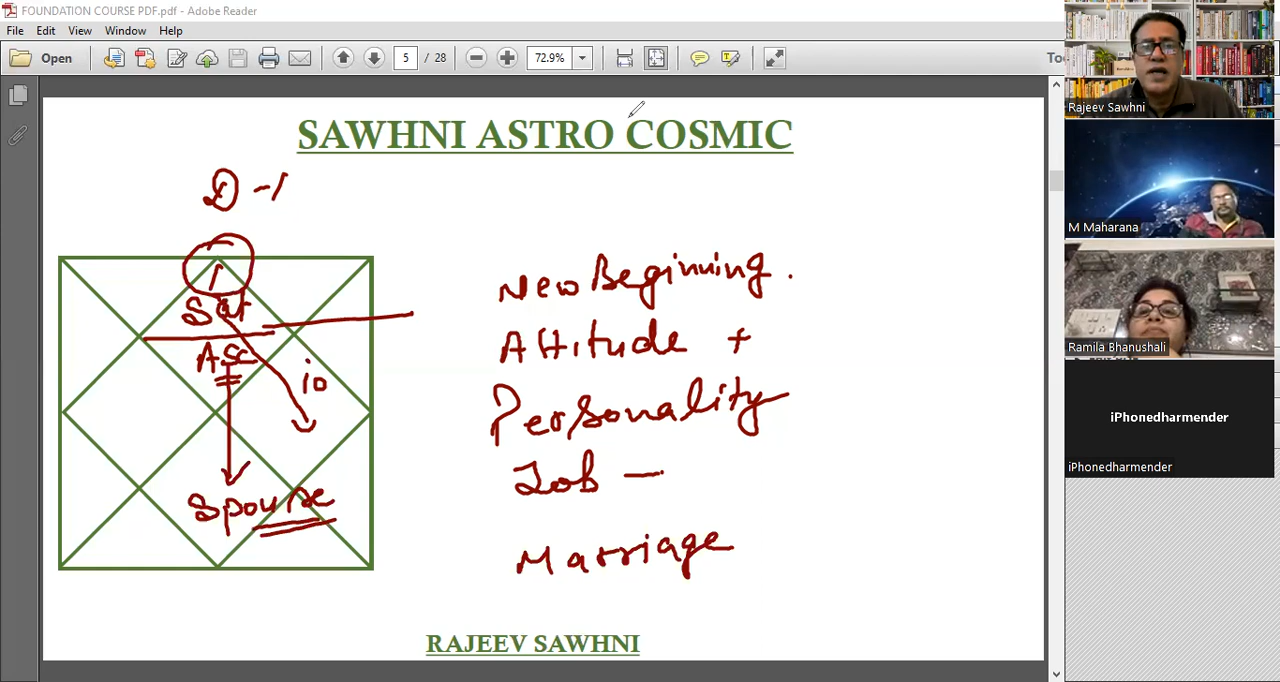 FOUNDATION COURSE PDF.pdf - Adobe Reader
File Edit View Window Help
Open 5 / 28 72.9%
SAWHNI ASTRO COSMIC
D-1
1
Sat
Asc
10
Spouse
New Beginning.
Attitude +
Personality
Job -
Marriage
RAJEEV SAWHNI
Rajeev Sawhni
M Maharana
Ramila Bhanushali
iPhonedharmender
iPhonedharmender